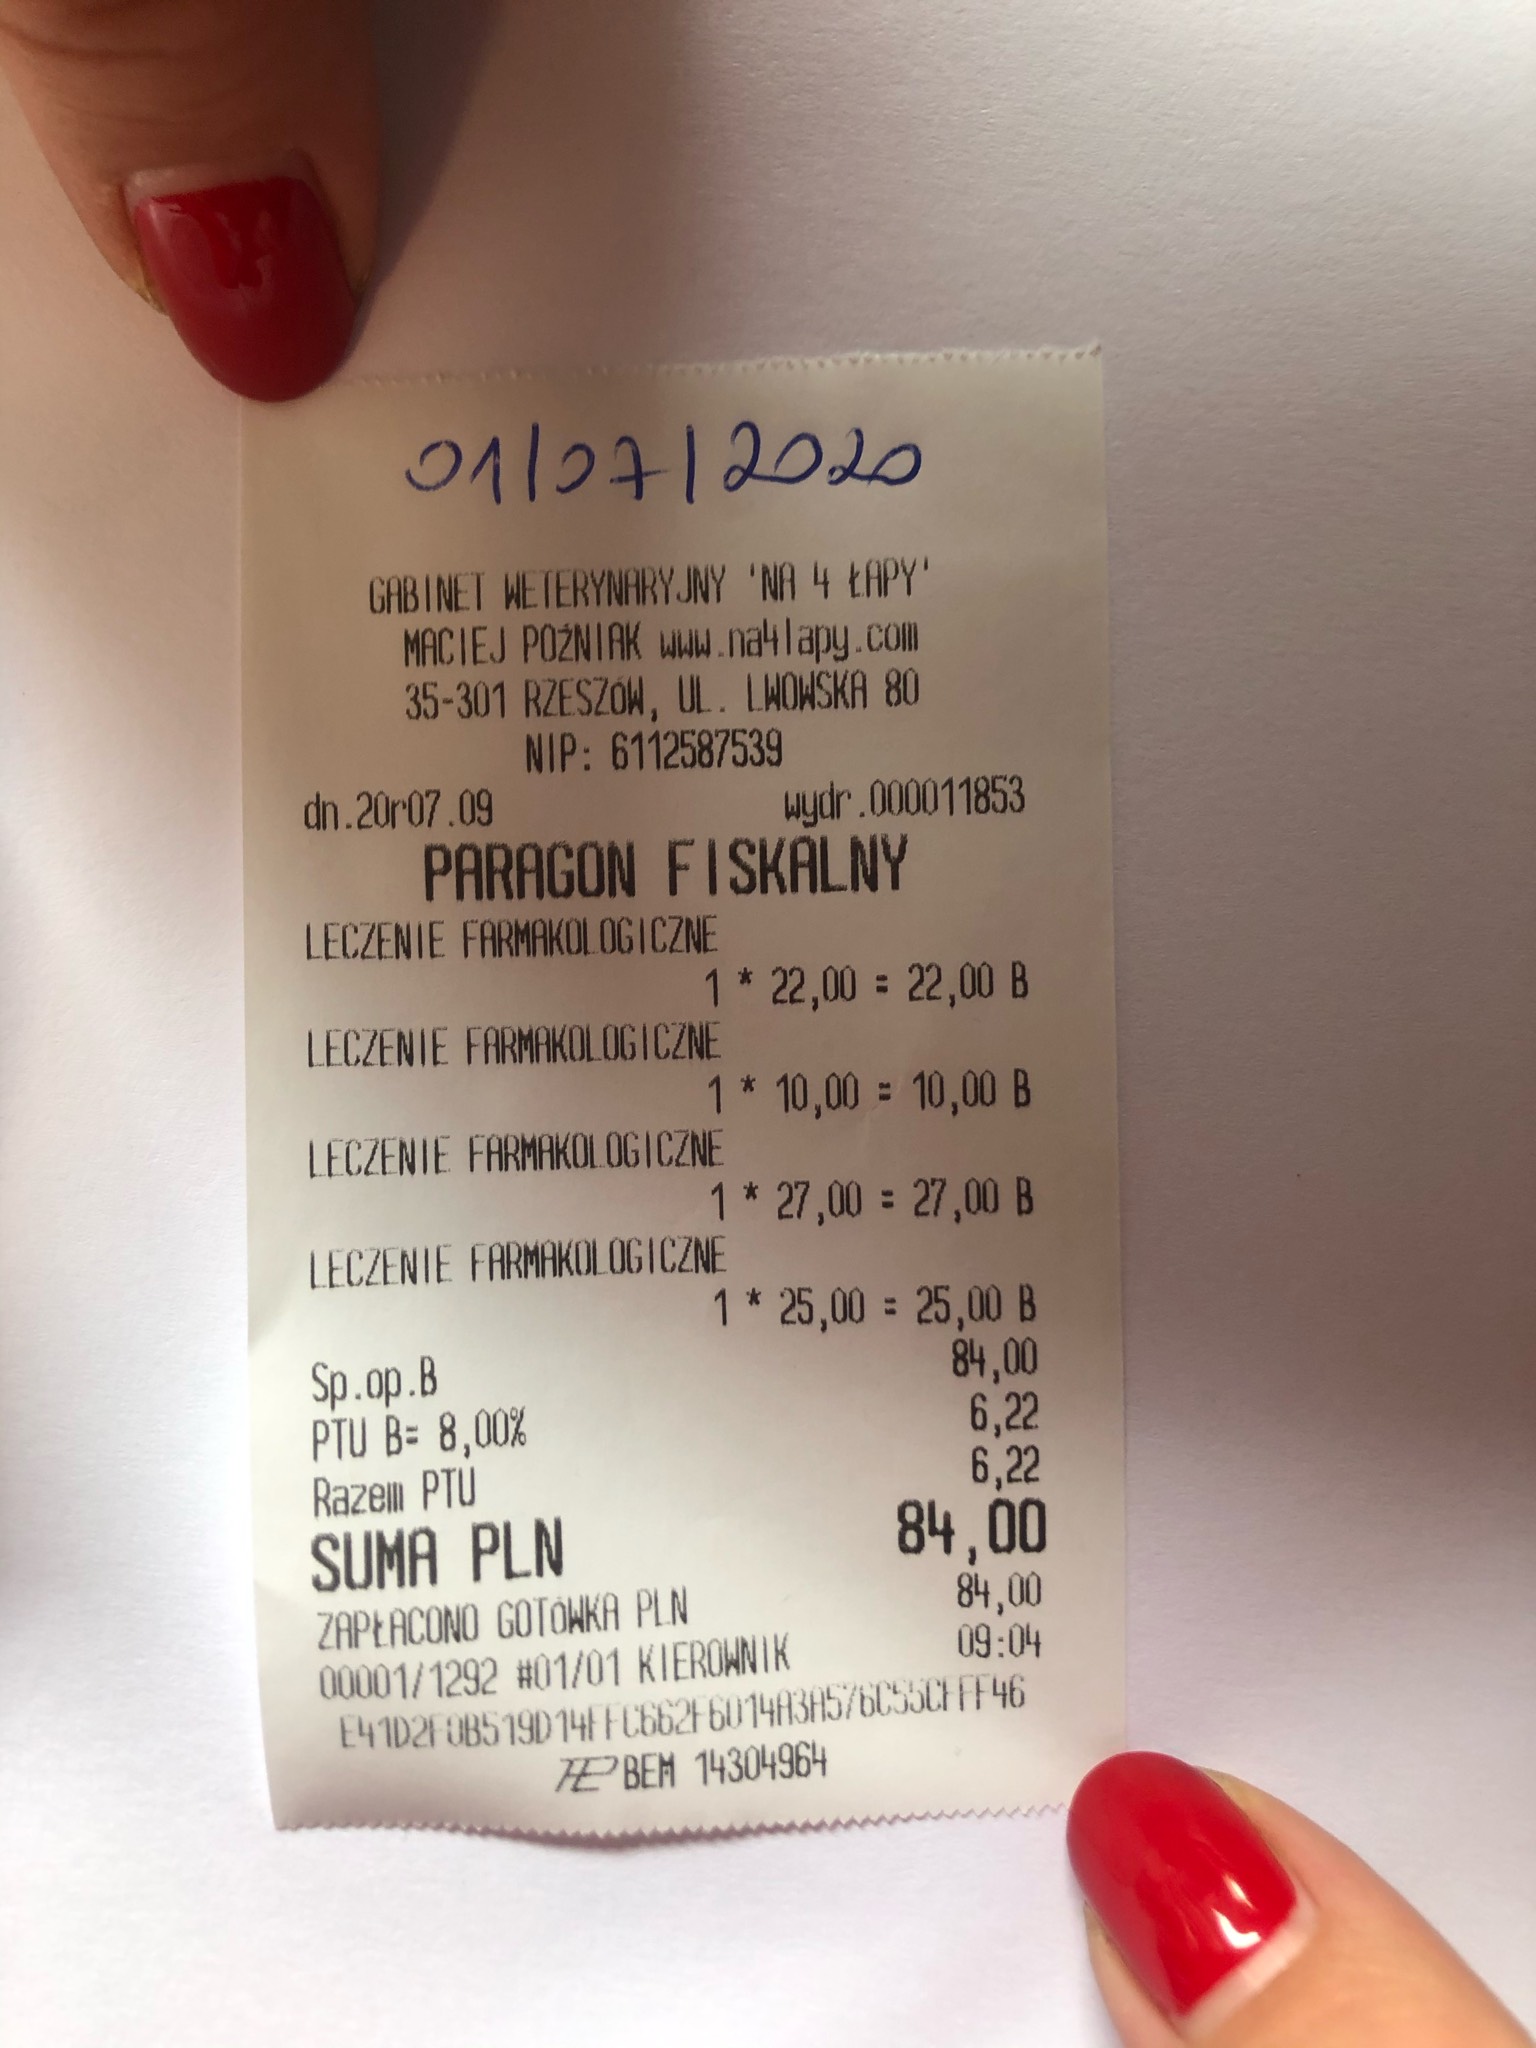 01/07/2020
GABINET WETERYNARYJNY 'NA 4 ŁAPY'
MACIEJ POŹNIAK www.na4lapy.com
35-301 RZESZÓW, UL. LWOWSKA 80
NIP: 6112587539
dn.20r07.09 wydr.000011853
PARAGON FISKALNY
LECZENIE FARMAKOLOGICZNE
1 * 22,00 = 22,00 B
LECZENIE FARMAKOLOGICZNE
1 * 10,00 = 10,00 B
LECZENIE FARMAKOLOGICZNE
1 * 27,00 = 27,00 B
LECZENIE FARMAKOLOGICZNE
1 * 25,00 = 25,00 B
Sp.op.B 84,00
PTU B= 8,00% 6,22
Razem PTU 6,22
SUMA PLN 84,00
ZAPŁACONO GOTÓWKA PLN 84,00
00001/1292 #01/01 KIEROWNIK 09:04
E41D2F0B519D14FFC662F6014A3A576C55CFFF46
BEM 14304964